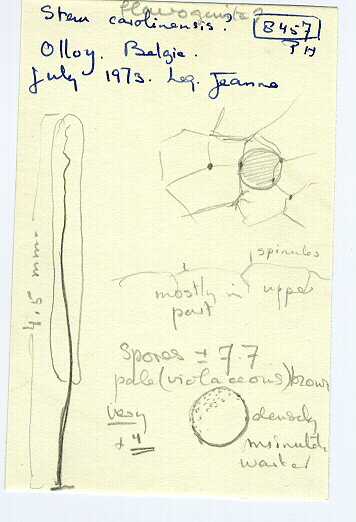 flavogenita?
Stem. carolinensis.
B457
PH
Olloy. Belgie.
July 1973. Leg. Jeanne
4.5 mm
spinules
mostly in upper
part
Spores ± 7.7
pale (violaceous) brown
very
± 4
densely
minutely
warted